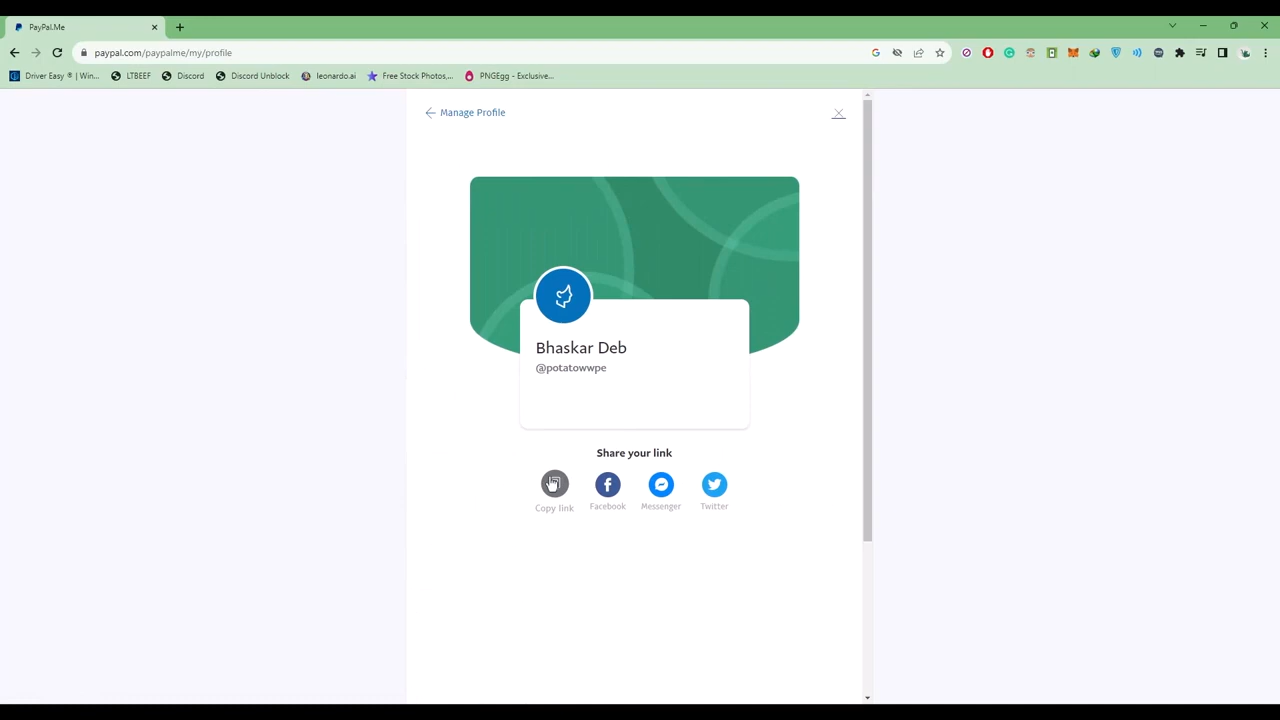 PayPal.Me
paypal.com/paypalme/my/profile
Driver Easy ® | Win... LTBEEF Discord Discord Unblock leonardo.ai Free Stock Photos,... PNGEgg - Exclusive...
Manage Profile
Bhaskar Deb
@potatowwpe
Share your link
Copy link Facebook Messenger Twitter